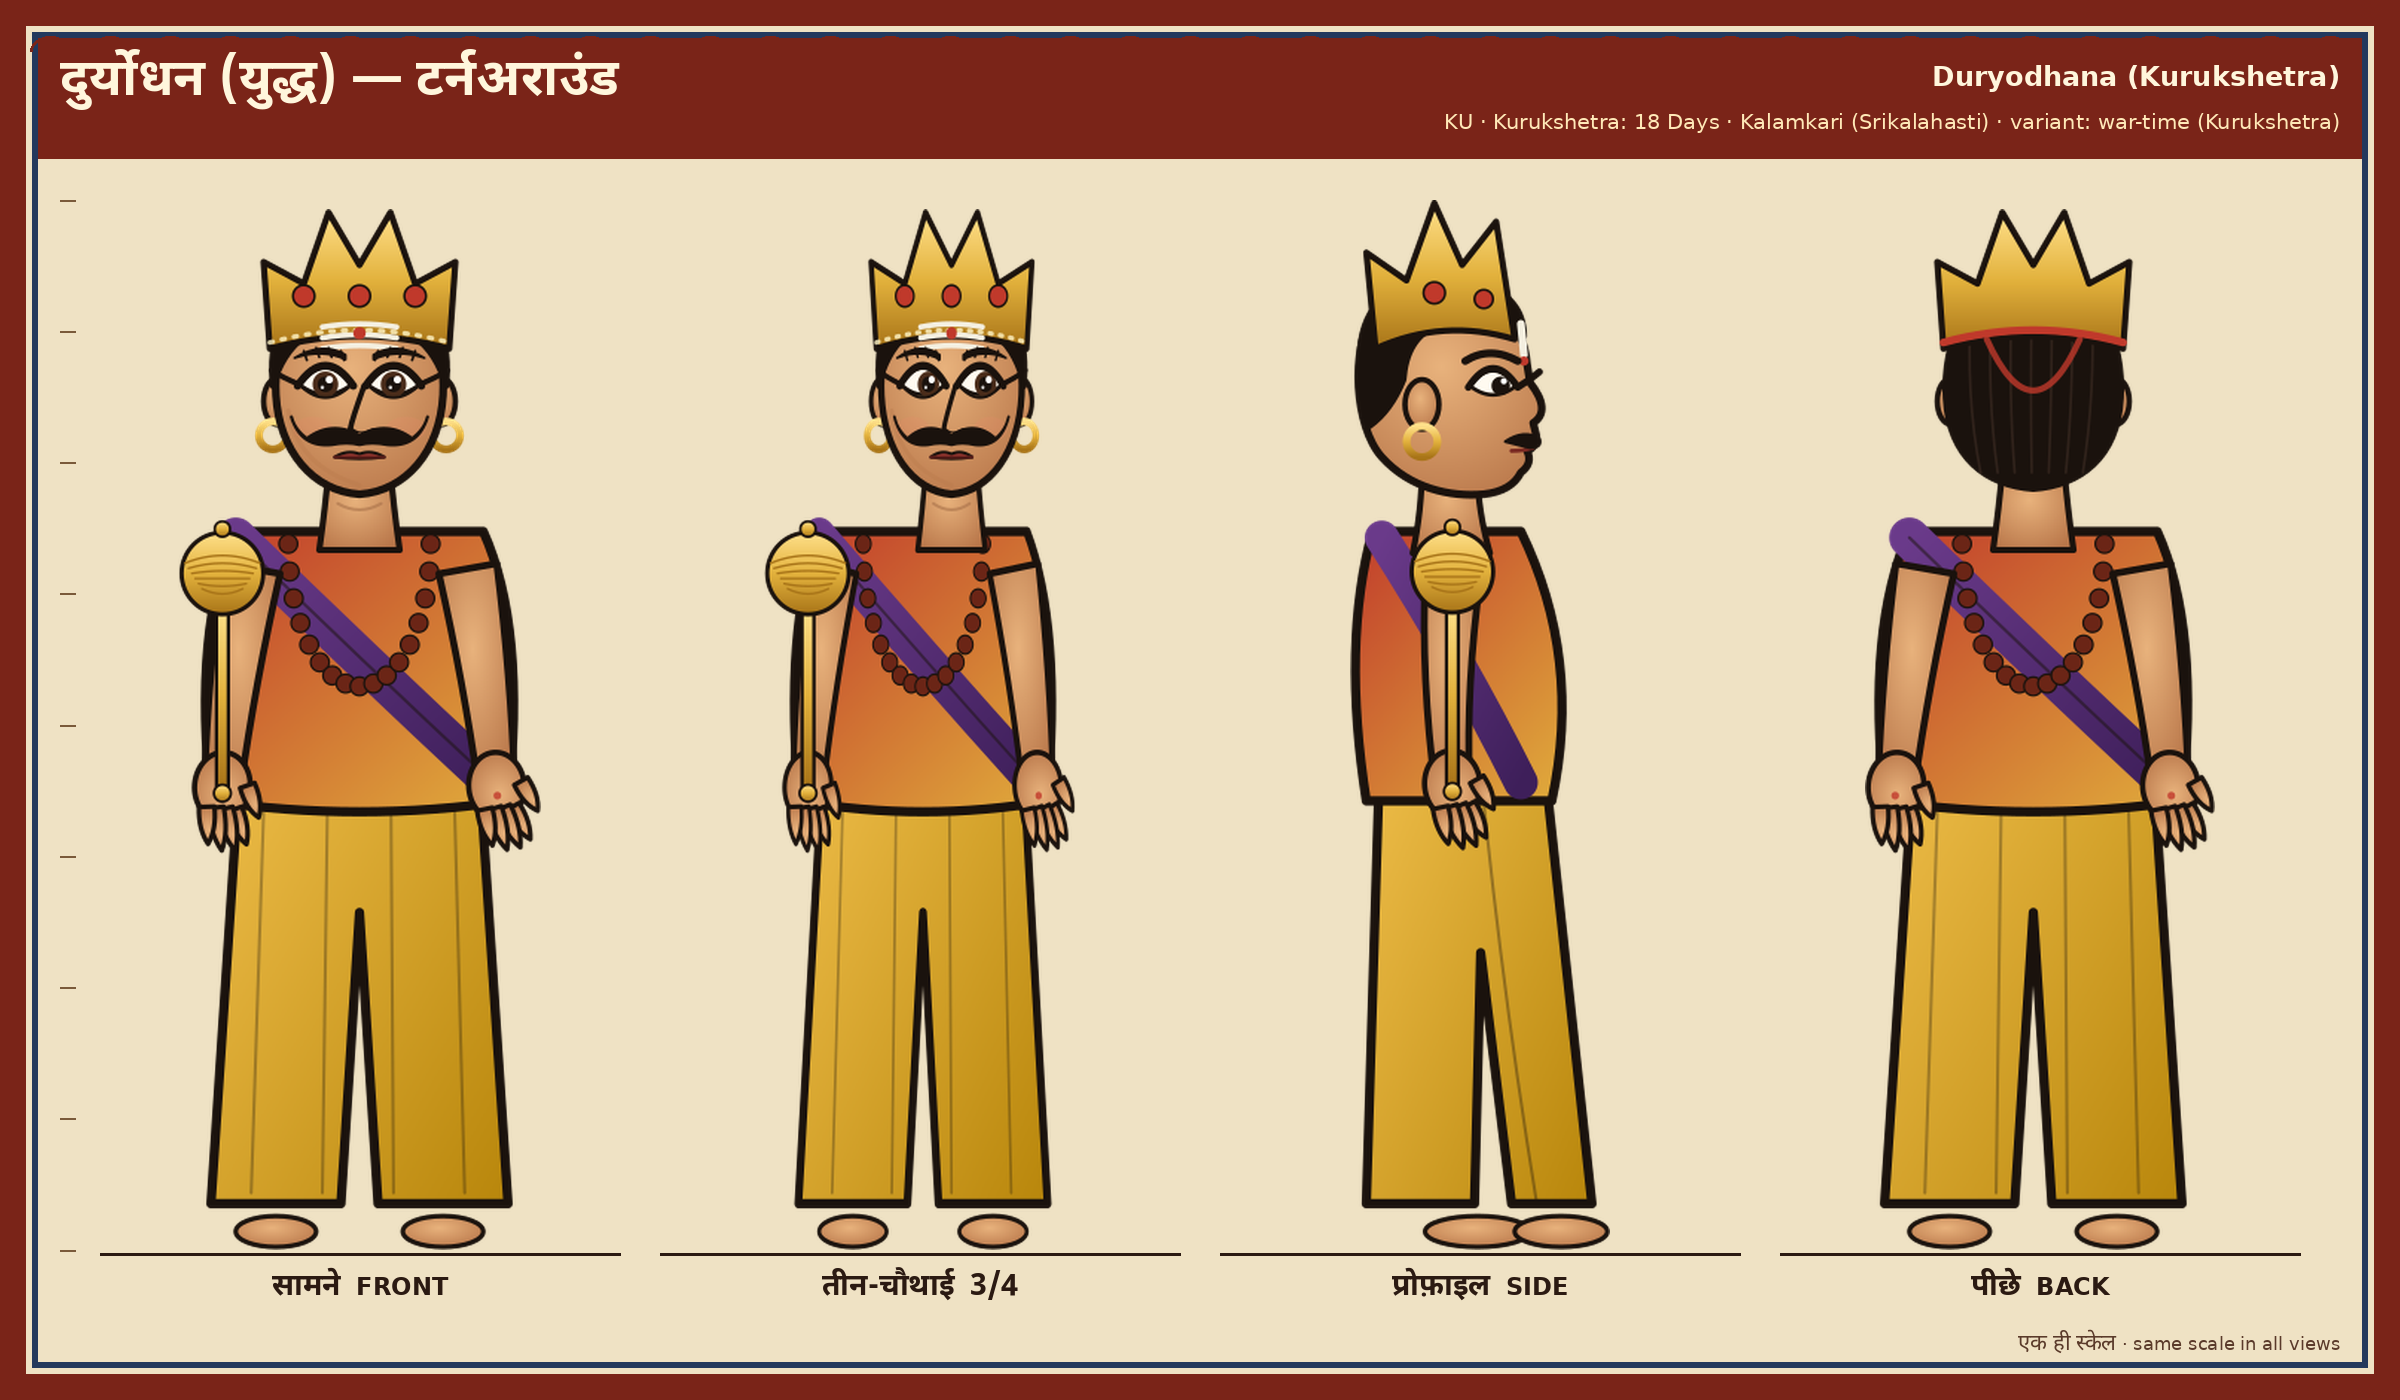 दुर्योधन (युद्ध) — टर्नअराउंड
Duryodhana (Kurukshetra)
KU · Kurukshetra: 18 Days · Kalamkari (Srikalahasti) · variant: war-time (Kurukshetra)
सामने FRONT
तीन-चौथाई 3/4
प्रोफ़ाइल SIDE
पीछे BACK
एक ही स्केल · same scale in all views